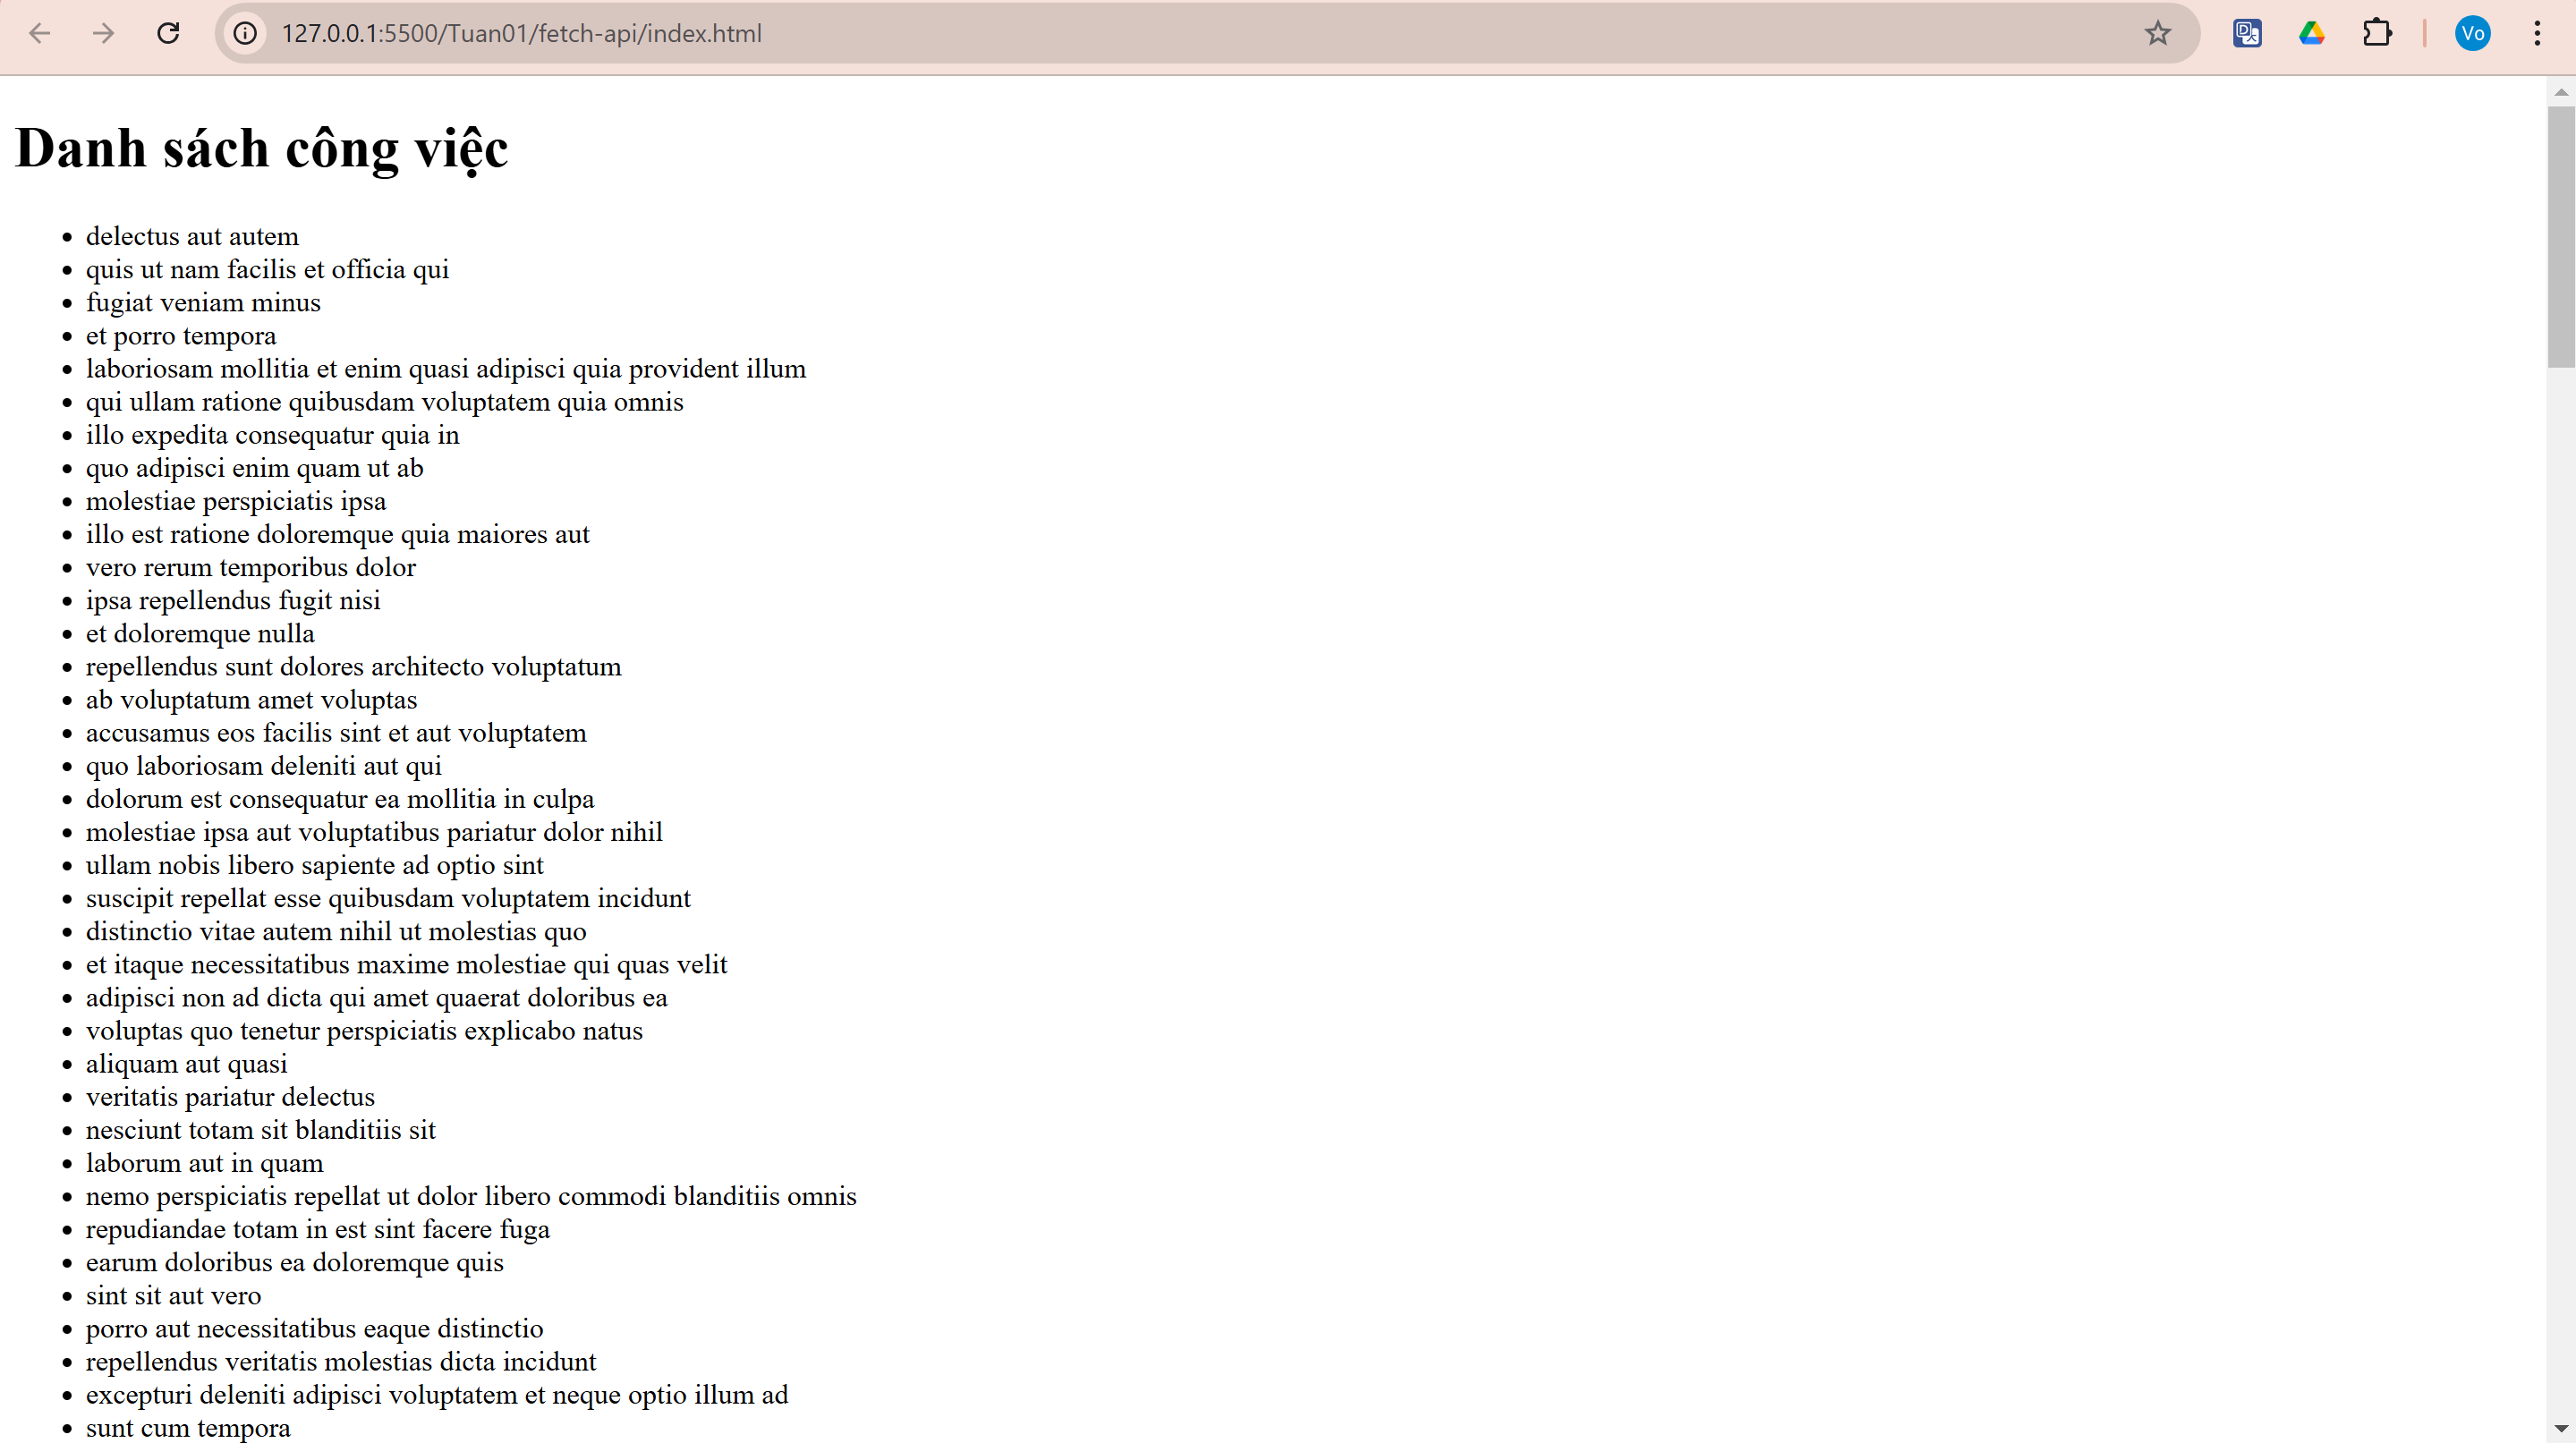 127.0.0.1:5500/Tuan01/fetch-api/index.html
Vo
Danh sách công việc
delectus aut autem
quis ut nam facilis et officia qui
fugiat veniam minus
et porro tempora
laboriosam mollitia et enim quasi adipisci quia provident illum
qui ullam ratione quibusdam voluptatem quia omnis
illo expedita consequatur quia in
quo adipisci enim quam ut ab
molestiae perspiciatis ipsa
illo est ratione doloremque quia maiores aut
vero rerum temporibus dolor
ipsa repellendus fugit nisi
et doloremque nulla
repellendus sunt dolores architecto voluptatum
ab voluptatum amet voluptas
accusamus eos facilis sint et aut voluptatem
quo laboriosam deleniti aut qui
dolorum est consequatur ea mollitia in culpa
molestiae ipsa aut voluptatibus pariatur dolor nihil
ullam nobis libero sapiente ad optio sint
suscipit repellat esse quibusdam voluptatem incidunt
distinctio vitae autem nihil ut molestias quo
et itaque necessitatibus maxime molestiae qui quas velit
adipisci non ad dicta qui amet quaerat doloribus ea
voluptas quo tenetur perspiciatis explicabo natus
aliquam aut quasi
veritatis pariatur delectus
nesciunt totam sit blanditiis sit
laborum aut in quam
nemo perspiciatis repellat ut dolor libero commodi blanditiis omnis
repudiandae totam in est sint facere fuga
earum doloribus ea doloremque quis
sint sit aut vero
porro aut necessitatibus eaque distinctio
repellendus veritatis molestias dicta incidunt
excepturi deleniti adipisci voluptatem et neque optio illum ad
sunt cum tempora